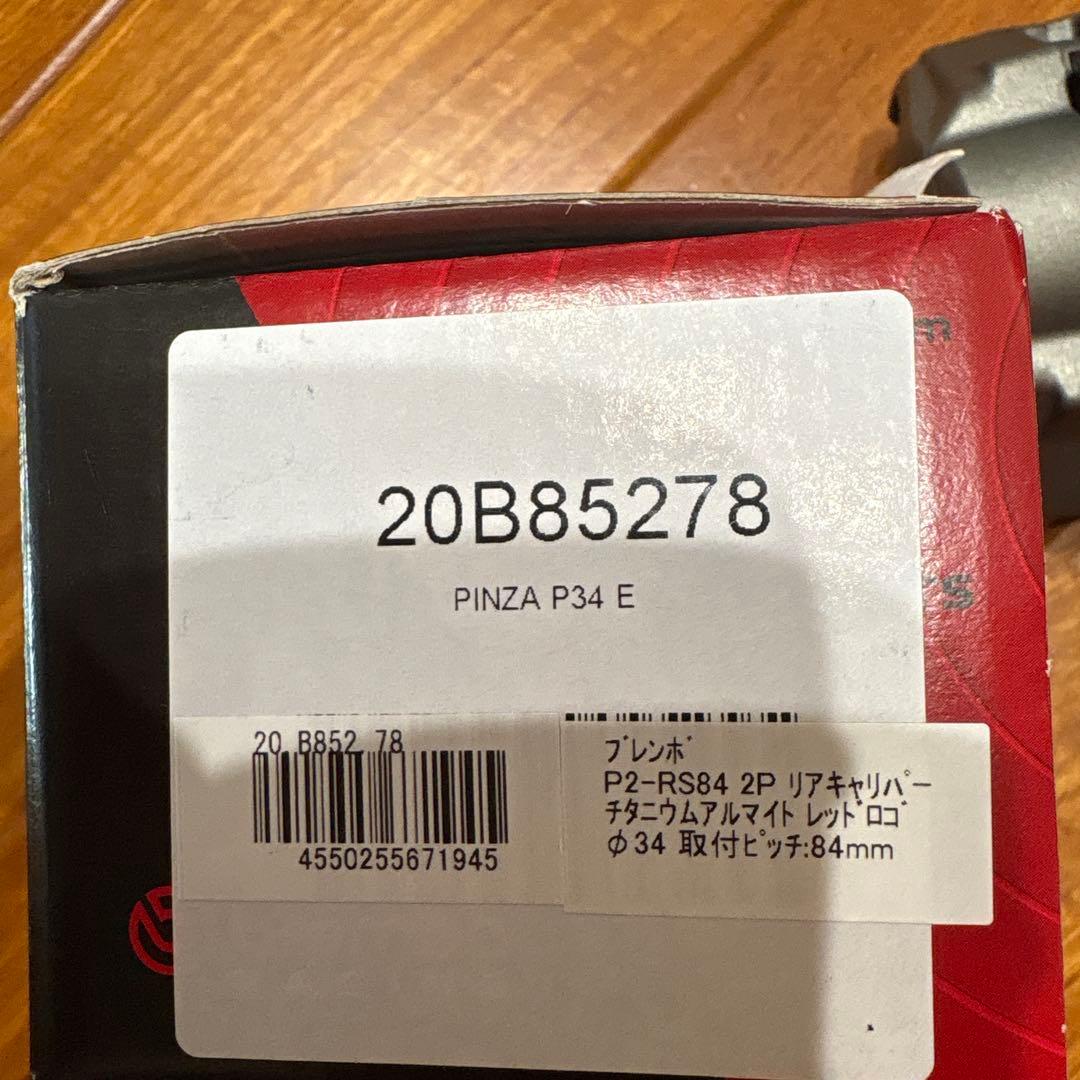 20B85278
PINZA P34 E
20 B852 78
4550255671945
ﾌﾞﾚﾝﾎﾞ
P2-RS84 2P ﾘｱｷｬﾘﾊﾟｰ
ﾁﾀﾆｳﾑｱﾙﾏｲﾄ ﾚｯﾄﾞﾛｺﾞ
φ34 取付ﾋﾟｯﾁ:84mm